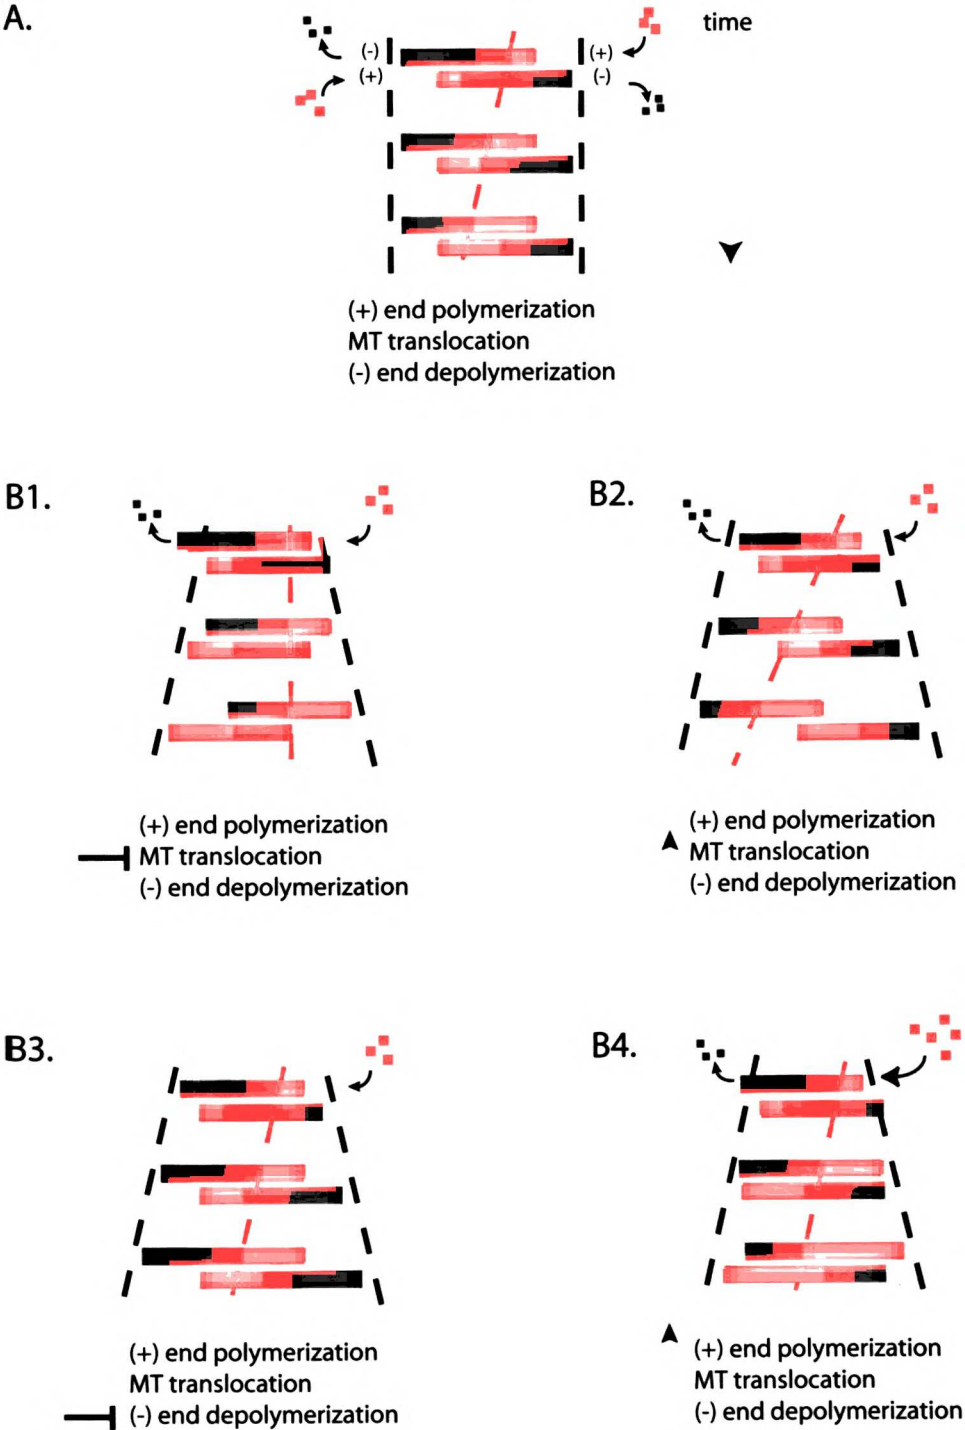 A.
time
(-)
(+)
(+)
(-)
(+) end polymerization
MT translocation
(-) end depolymerization
B1.
B2.
(+) end polymerization
MT translocation
(-) end depolymerization
(+) end polymerization
MT translocation
(-) end depolymerization
B3.
B4.
(+) end polymerization
MT translocation
(-) end depolymerization
(+) end polymerization
MT translocation
(-) end depolymerization